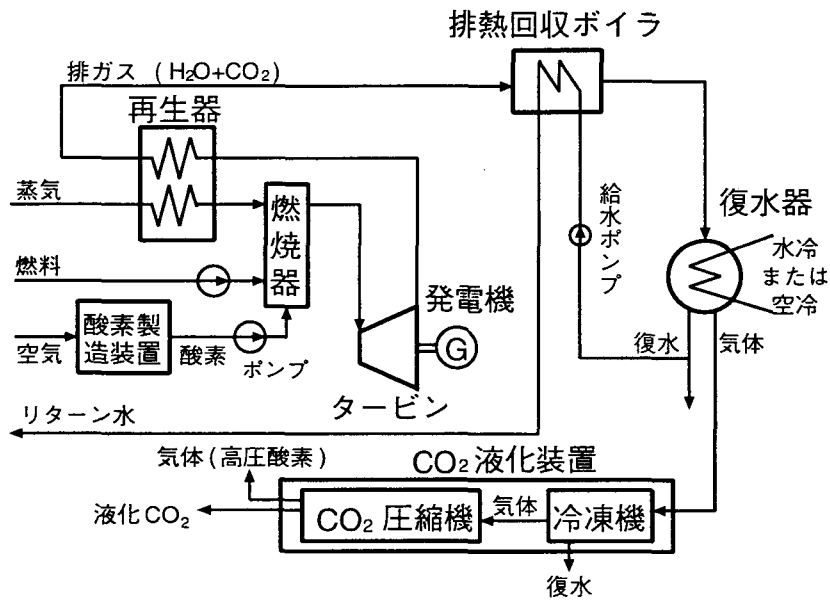 排熱回収ボイラ
排ガス (H₂O+CO₂)
再生器
蒸気
燃焼器
燃料
酸素製
造装置
空気
酸素
ポンプ
タービン
発電機
G
給水ポンプ
復水器
水冷
または
空冷
復水
気体
リターン水
気体(高圧酸素)
CO₂液化装置
液化CO₂
CO₂圧縮機
気体
冷凍機
復水